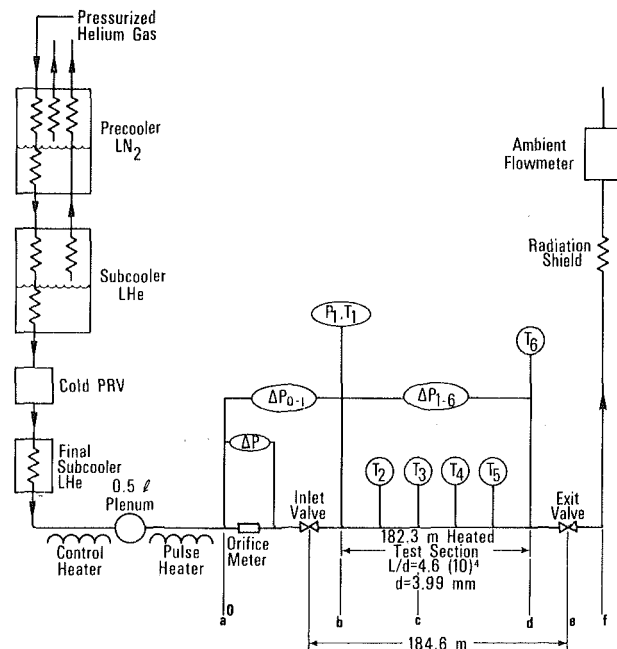 Pressurized
Helium Gas
Precooler
LN2
Subcooler
LHe
Cold PRV
Final
Subcooler
LHe
0.5 ℓ
Plenum
Control
Heater
Pulse
Heater
Orifice
Meter
ΔP
ΔP0-1
P1,T1
ΔP1-6
T6
Inlet
Valve
T2
T3
T4
T5
Exit
Valve
182.3 m Heated
Test Section
L/d=4.6 (10)⁴
d=3.99 mm
Ambient
Flowmeter
Radiation
Shield
0
a
b
c
d
e
f
184.6 m